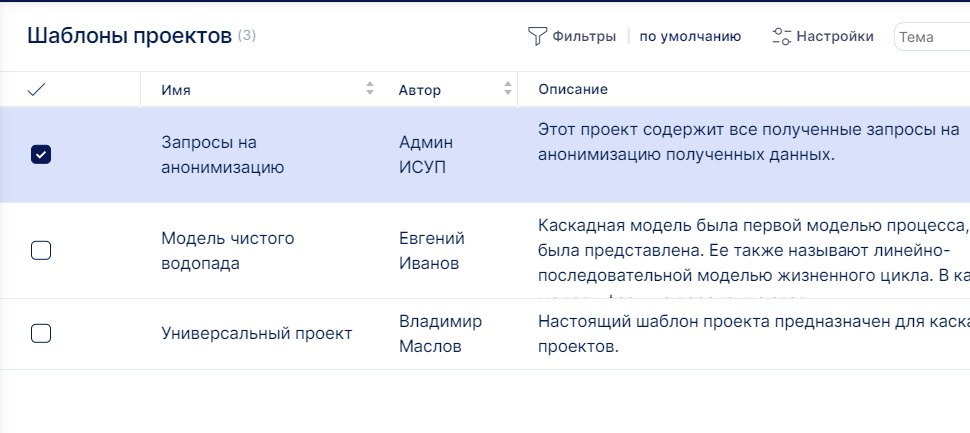 Шаблоны проектов (3)
Фильтры
по умолчанию
Настройки
Тема
Имя
Автор
Описание
Запросы на
анонимизацию
Админ
ИСУП
Этот проект содержит все полученные запросы на
анонимизацию полученных данных.
Модель чистого
водопада
Евгений
Иванов
Каскадная модель была первой моделью процесса,
была представлена. Ее также называют линейно-
последовательной моделью жизненного цикла. В ка
Универсальный проект
Владимир
Маслов
Настоящий шаблон проекта предназначен для каска
проектов.